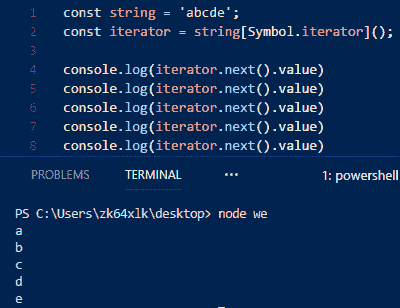 1 const string = 'abcde';
2 const iterator = string[Symbol.iterator]();
3
4 console.log(iterator.next().value)
5 console.log(iterator.next().value)
6 console.log(iterator.next().value)
7 console.log(iterator.next().value)
8 console.log(iterator.next().value)
PROBLEMS TERMINAL ··· 1: powershell
PS C:\Users\zk64xlk\desktop> node we
a
b
c
d
e